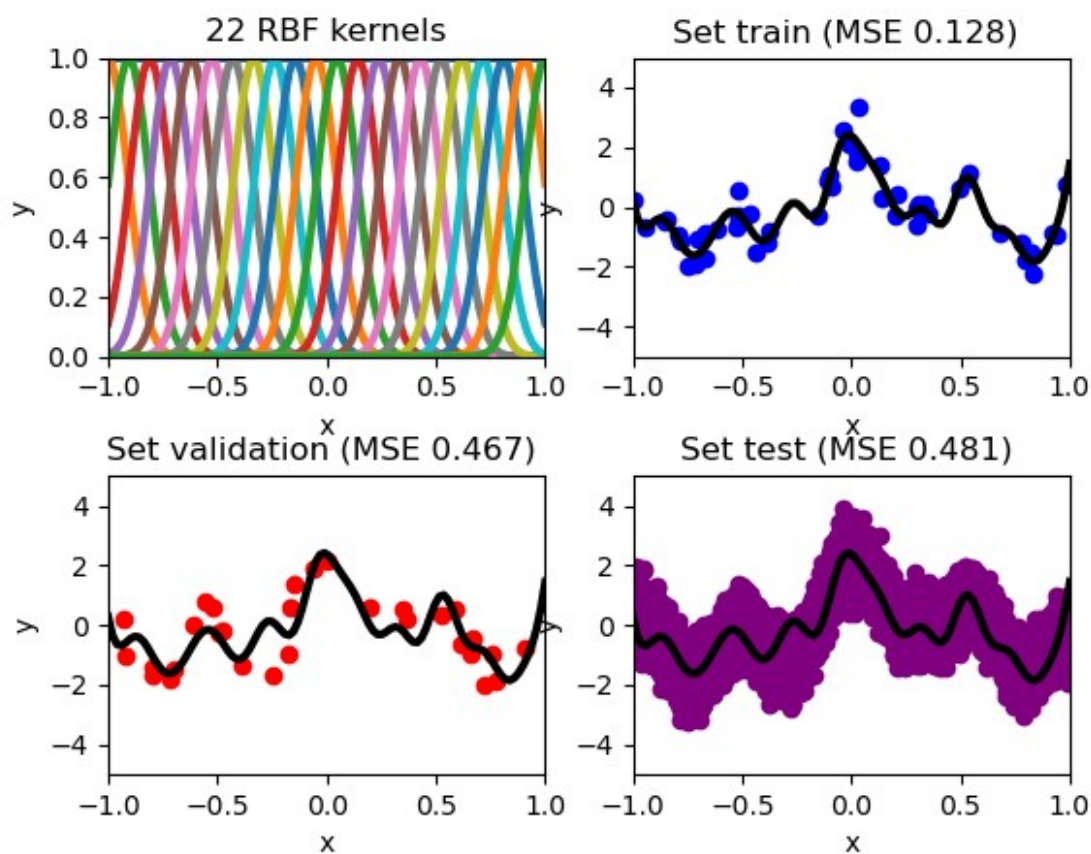 22 RBF kernels
1.0
0.8
0.6
0.4
0.2
0.0
y
−1.0 −0.5 0.0 0.5 1.0
x
Set train (MSE 0.128)
4
2
0
−2
−4
y
−1.0 −0.5 0.0 0.5 1.0
x
Set validation (MSE 0.467)
4
2
0
−2
−4
y
−1.0 −0.5 0.0 0.5 1.0
x
Set test (MSE 0.481)
4
2
0
−2
−4
y
−1.0 −0.5 0.0 0.5 1.0
x